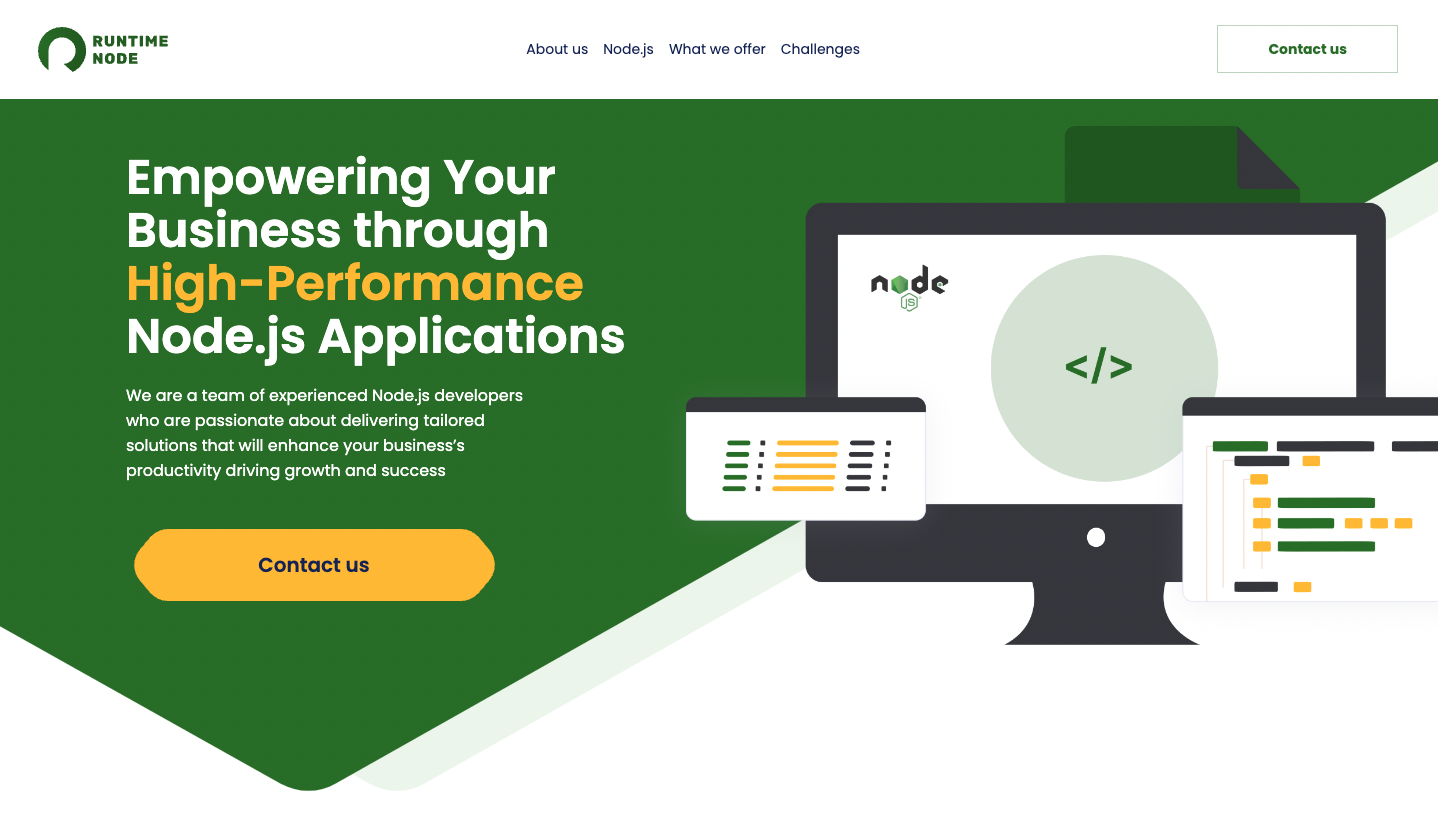 RUNTIME
NODE
About us Node.js What we offer Challenges
Contact us
Empowering Your
Business through
High-Performance
Node.js Applications
We are a team of experienced Node.js developers
who are passionate about delivering tailored
solutions that will enhance your business's
productivity driving growth and success
Contact us
node
JS
</>